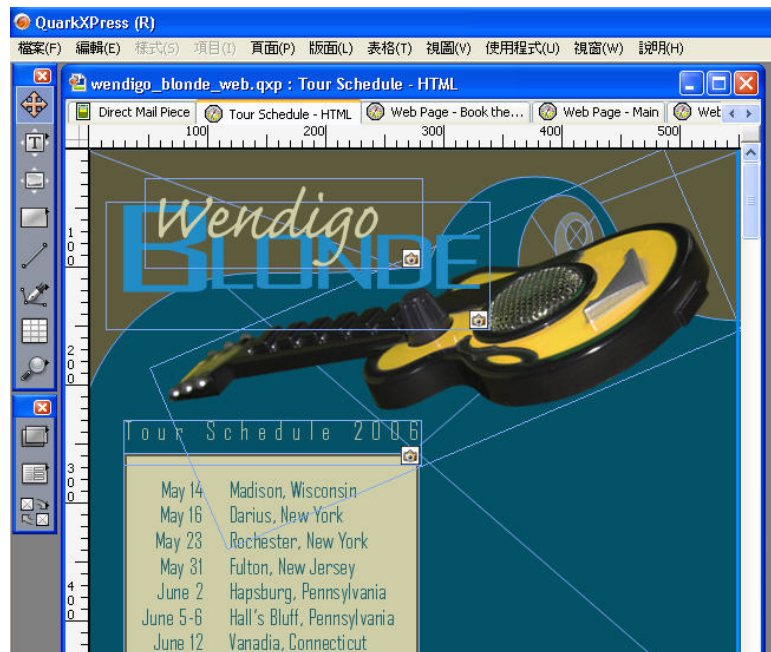 QuarkXPress (R)
檔案(F) 編輯(E) 樣式(S) 項目(I) 頁面(P) 版面(L) 表格(T) 視圖(V) 使用程式(U) 視窗(W) 說明(H)
wendigo_blonde_web.qxp : Tour Schedule - HTML
Direct Mail Piece Tour Schedule - HTML Web Page - Book the... Web Page - Main Web
100 200 300 400 500
Wendigo
BLONDE
100
200
Tour Schedule 2006
300
May 14 Madison, Wisconsin
May 16 Darius, New York
May 23 Rochester, New York
May 31 Fulton, New Jersey
400
June 2 Hapsburg, Pennsylvania
June 5-6 Hall's Bluff, Pennsylvania
June 12 Vanadia, Connecticut